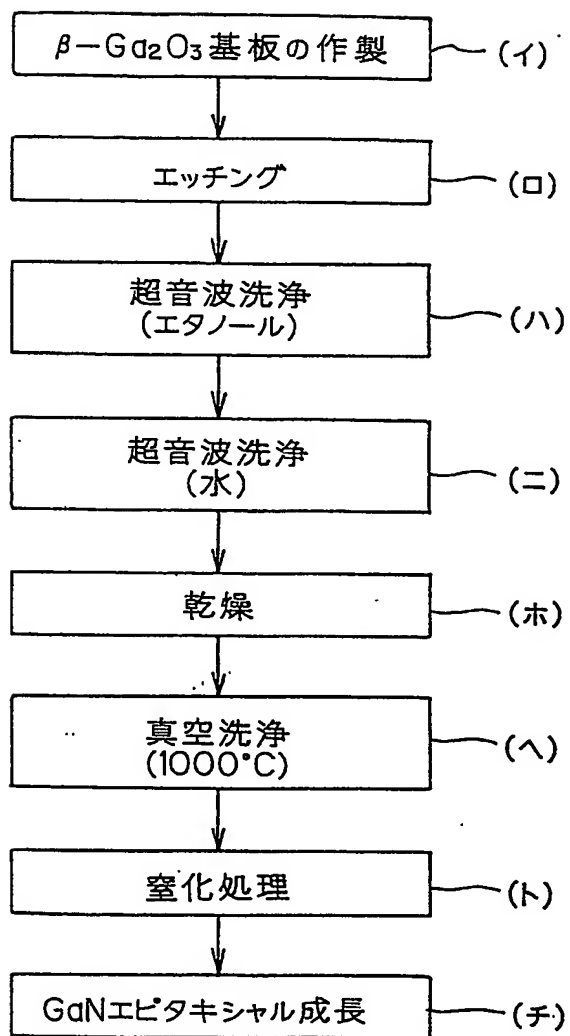 β-Ga2O3基板の作製
(イ)
エッチング
(ロ)
超音波洗浄
(エタノール)
(ハ)
超音波洗浄
(水)
(ニ)
乾燥
(ホ)
真空洗浄
(1000°C)
(ヘ)
窒化処理
(ト)
GaNエピタキシャル成長
(チ)